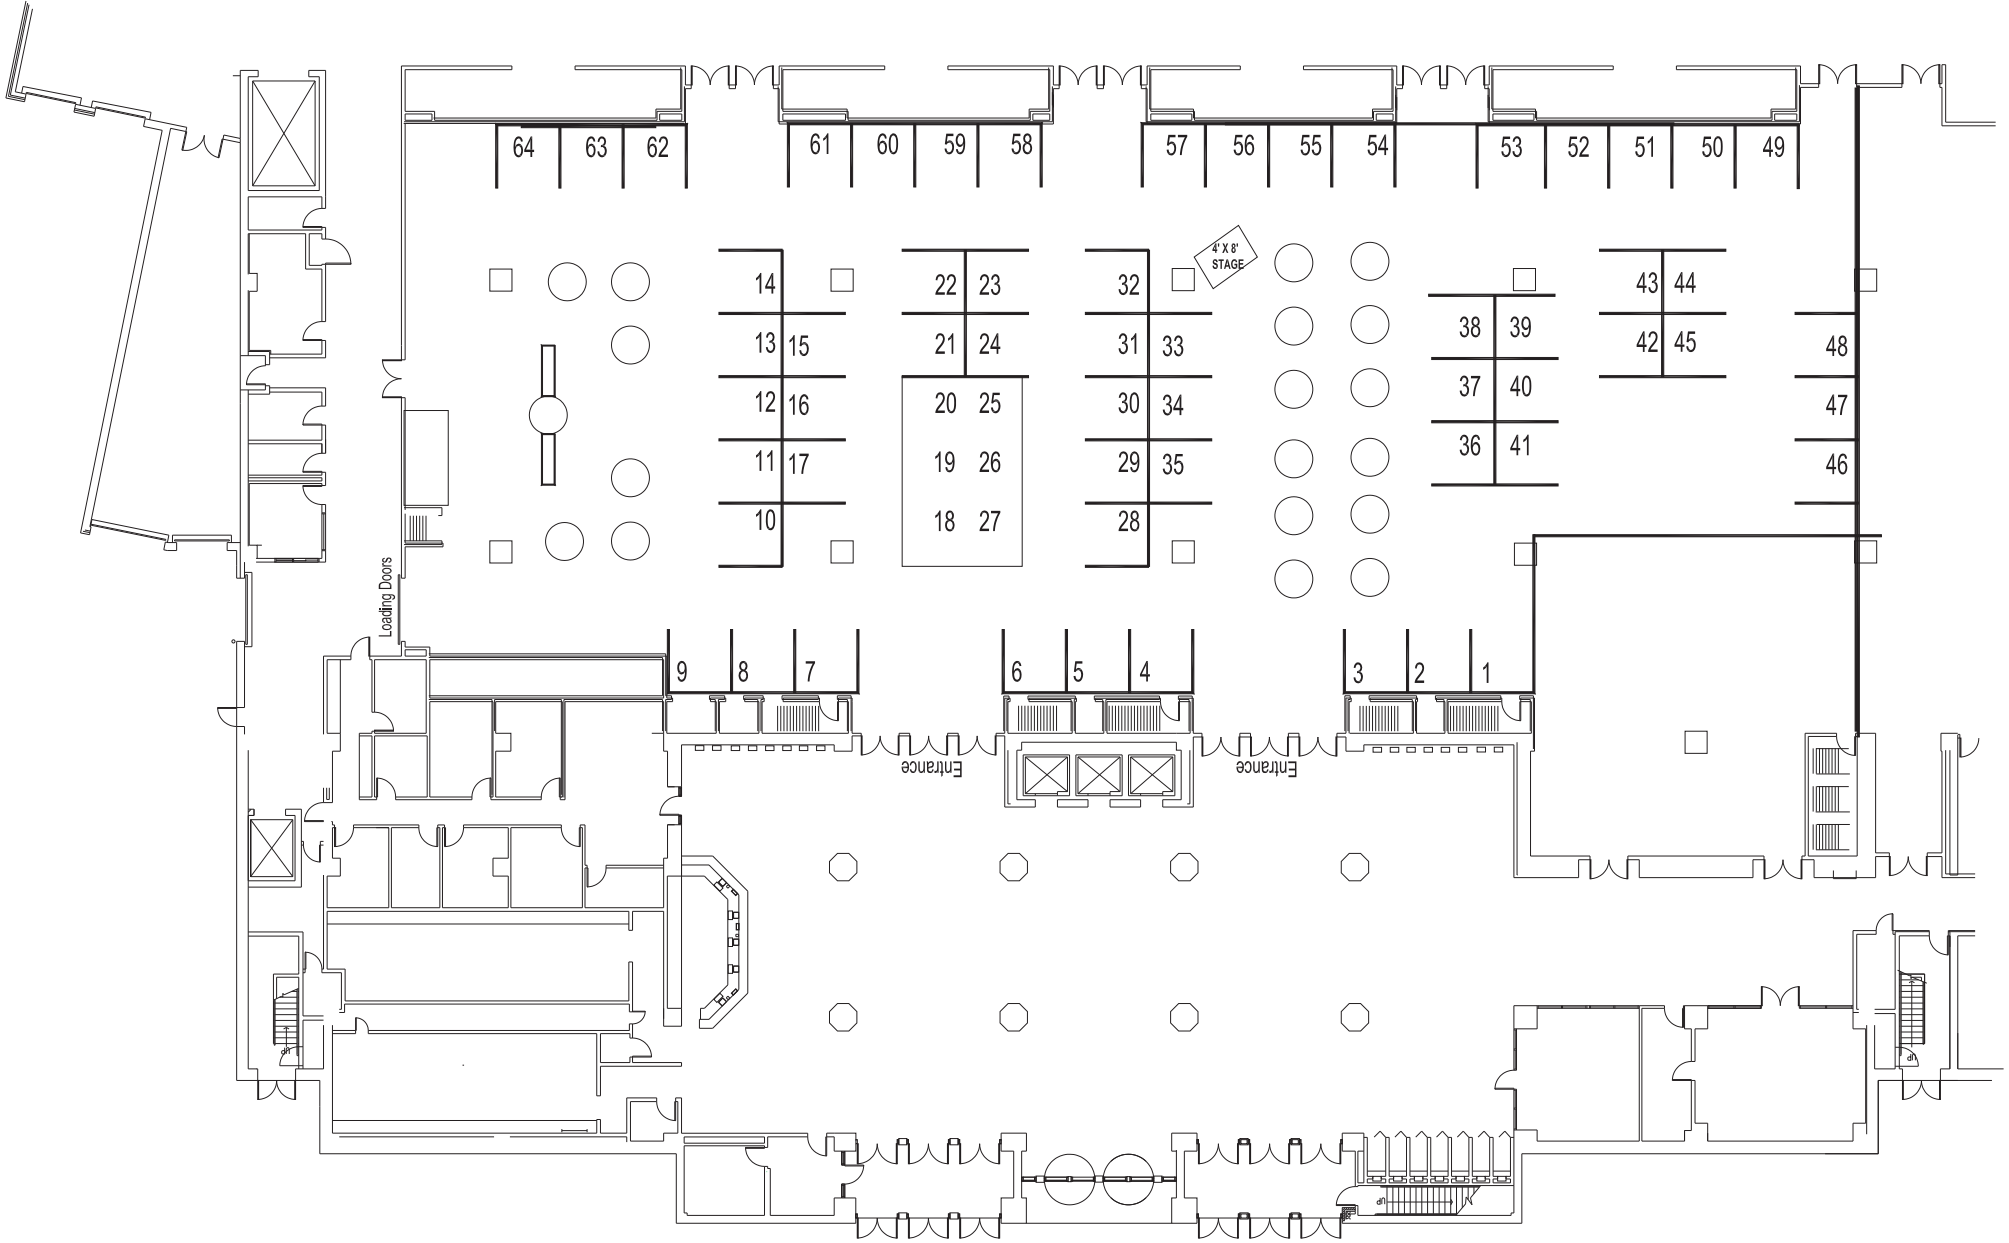 64 63 62 61 60 59 58 57 56 55 54 53 52 51 50 49
4' X 8'
STAGE
14 22 23 32 43 44
38 39
13 15 21 24 31 33 42 45 48
37 40
12 16 20 25 30 34 47
36 41
11 17 19 26 29 35 46
10 18 27 28
Loading Doors
9 8 7 6 5 4 3 2 1
Entrance Entrance
UP UP
UP